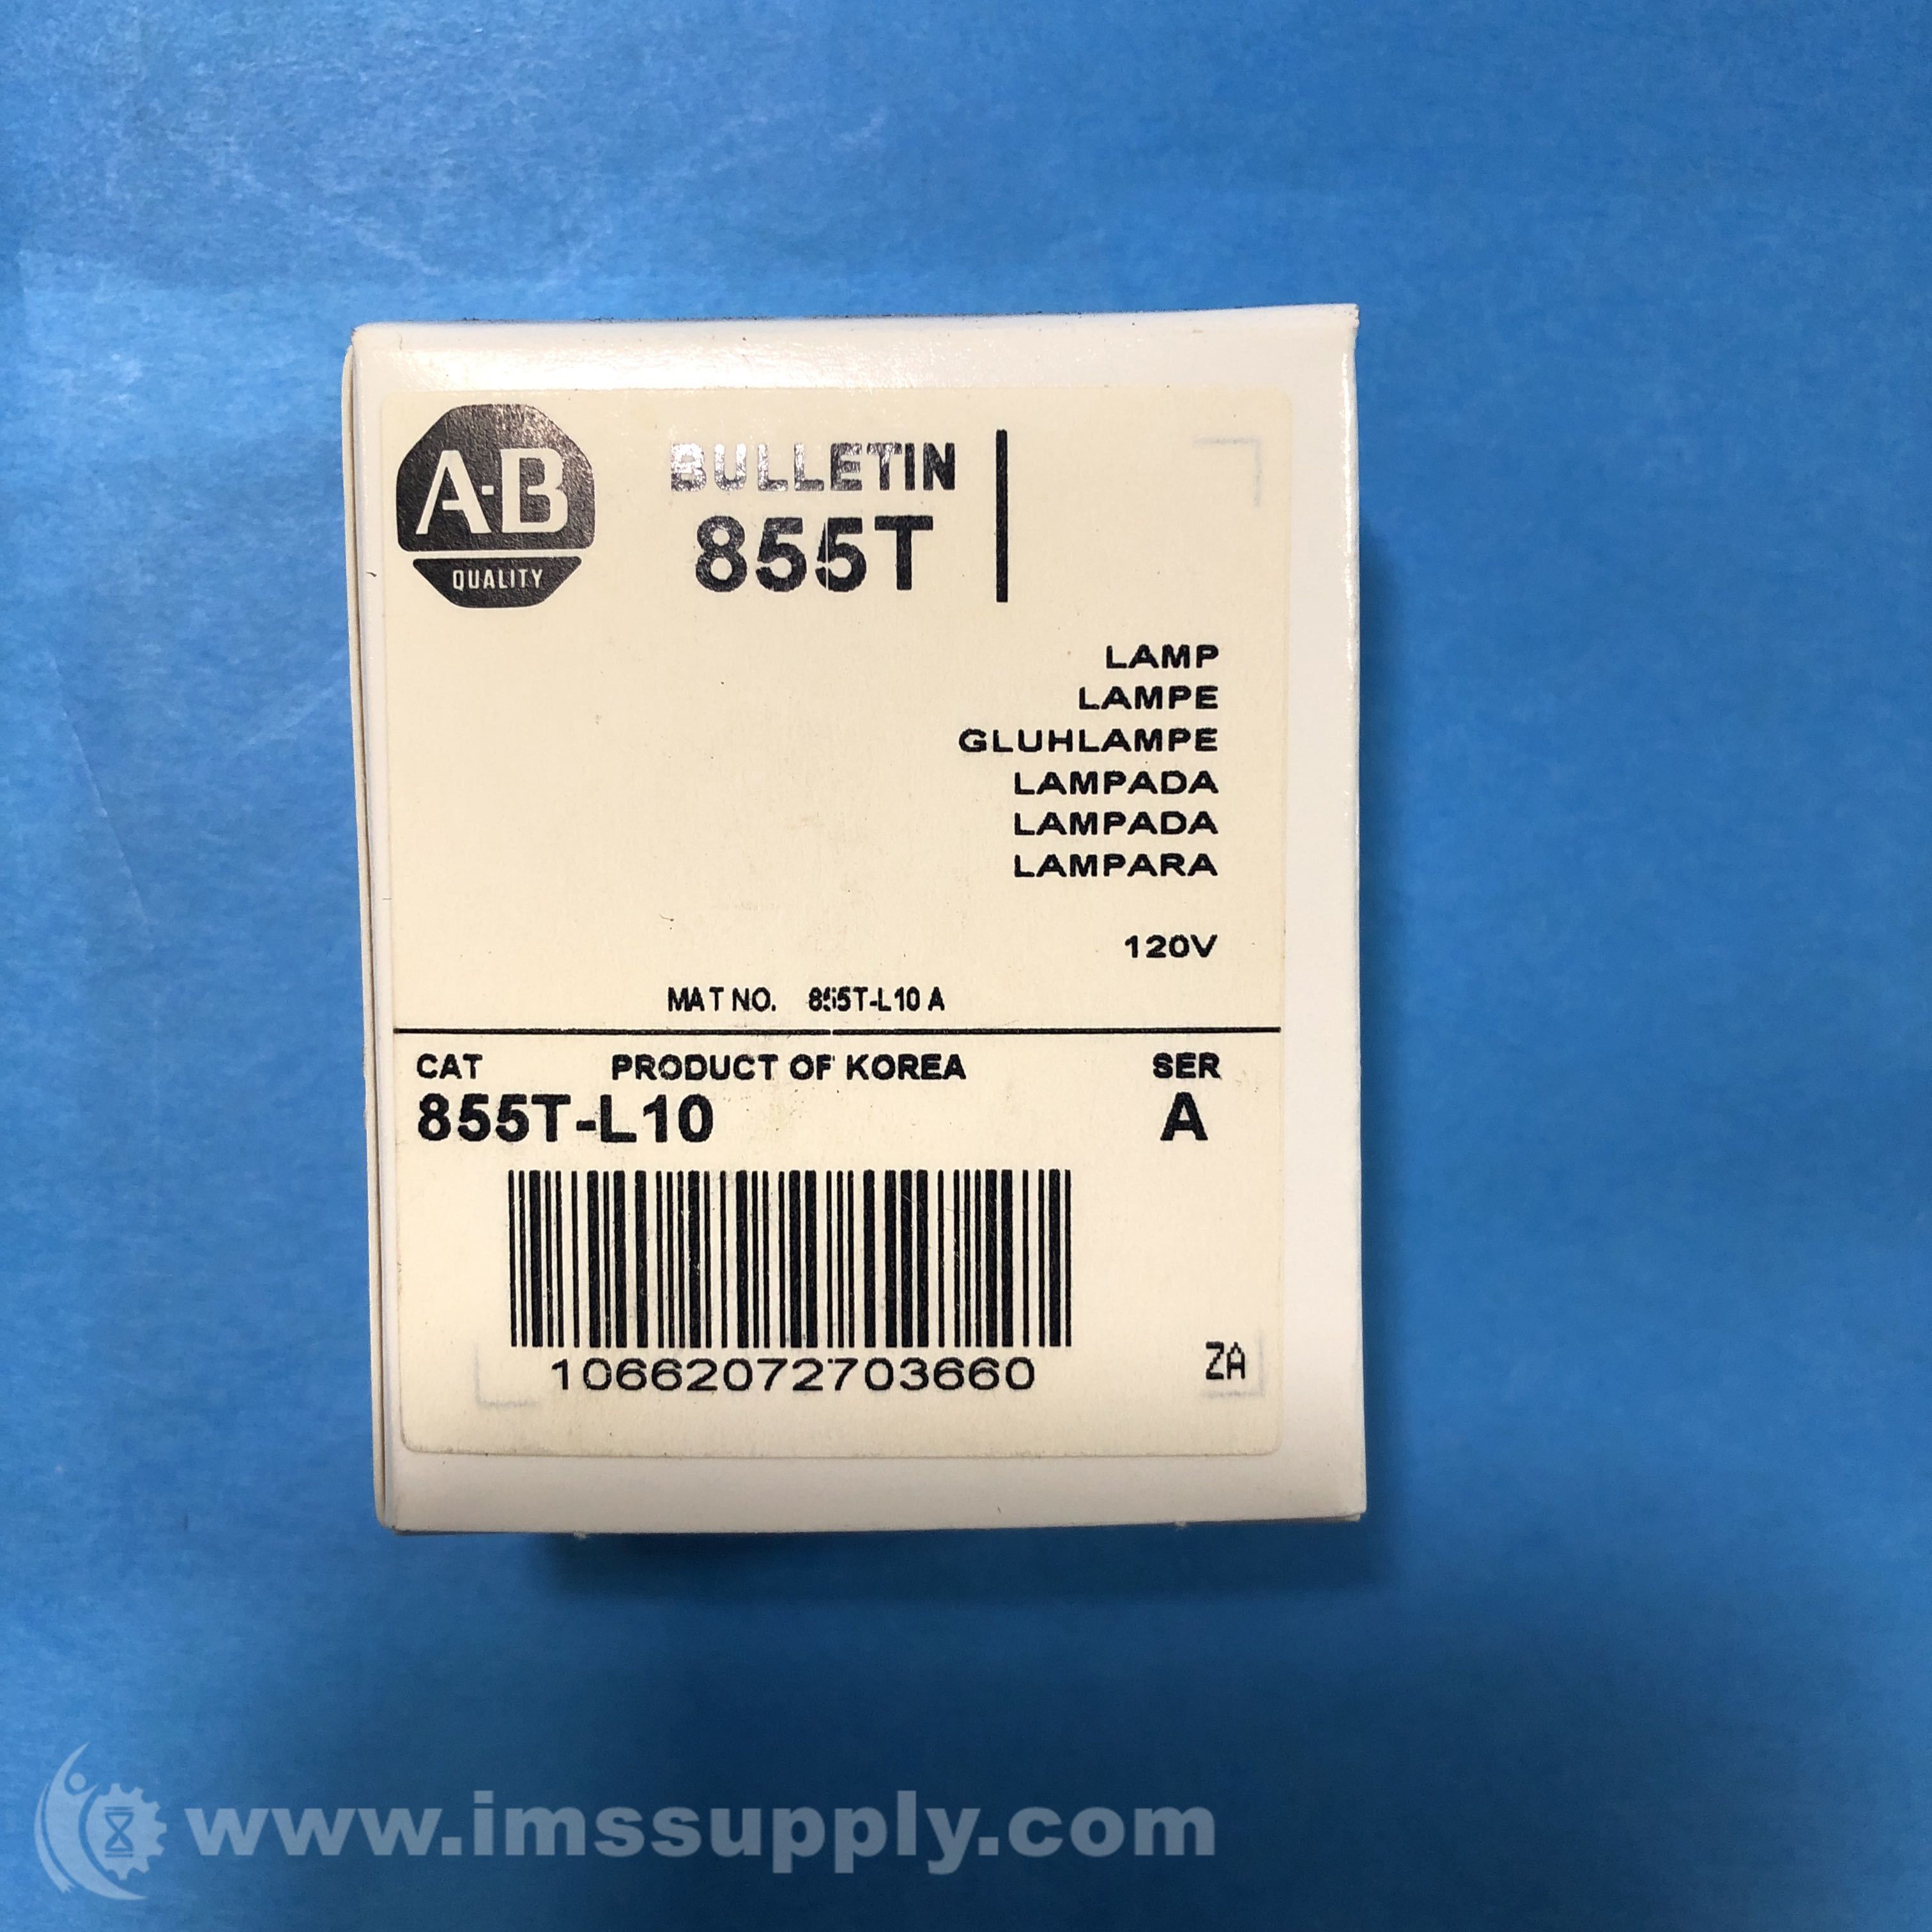 A-B
QUALITY
BULLETIN
855T
LAMP
LAMPE
GLUHLAMPE
LAMPADA
LAMPADA
LAMPARA
120V
MAT NO. 855T-L10 A
CAT PRODUCT OF KOREA SER
855T-L10 A
10662072703660
ZA
www.imssupply.com